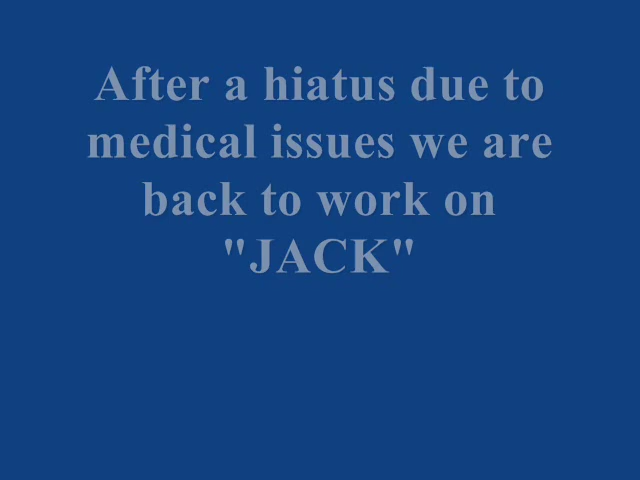 After a hiatus due to
medical issues we are
back to work on
"JACK"